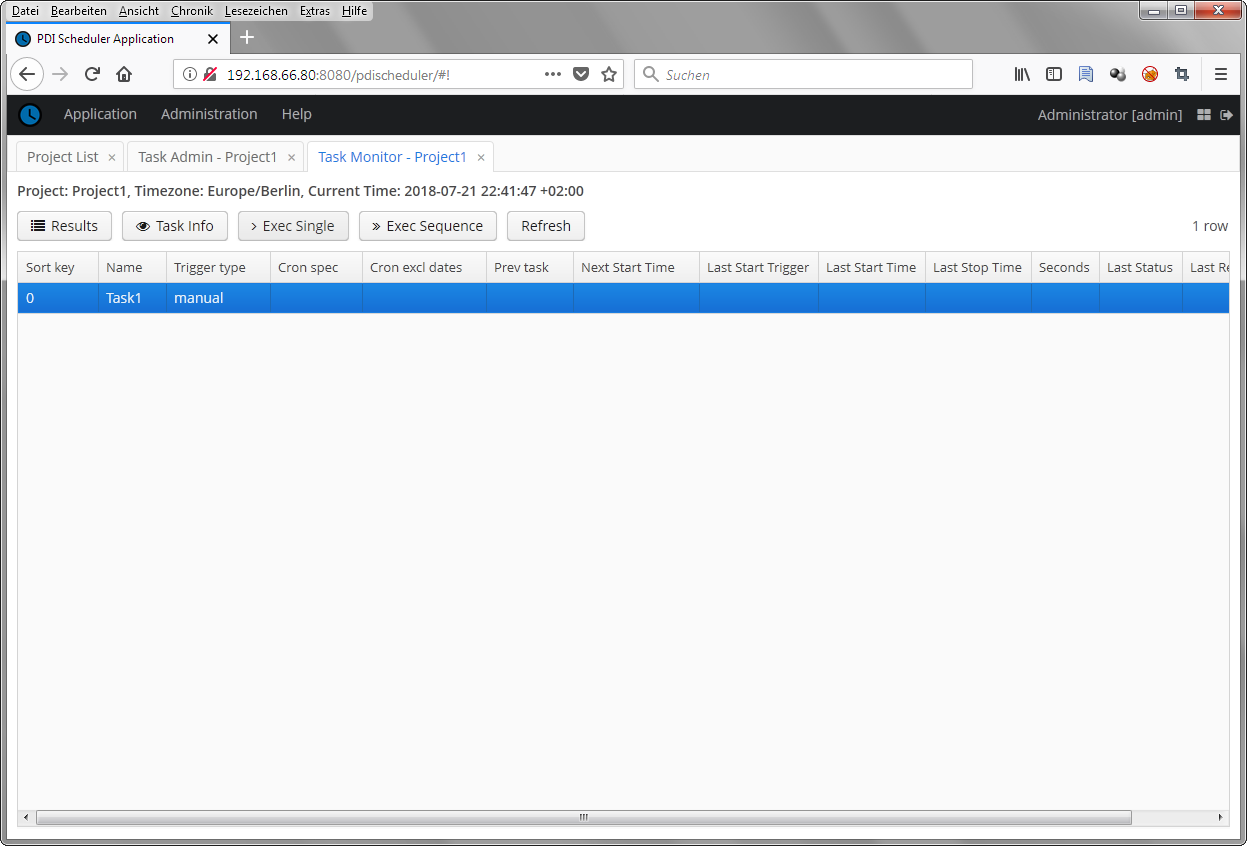 Datei Bearbeiten Ansicht Chronik Lesezeichen Extras Hilfe
PDI Scheduler Application
192.168.66.80:8080/pdischeduler/#!
Suchen
Application Administration Help Administrator [admin]
Project List Task Admin - Project1 Task Monitor - Project1
Project: Project1, Timezone: Europe/Berlin, Current Time: 2018-07-21 22:41:47 +02:00
Results Task Info Exec Single Exec Sequence Refresh 1 row
Sort key Name Trigger type Cron spec Cron excl dates Prev task Next Start Time Last Start Trigger Last Start Time Last Stop Time Seconds Last Status Last Re
0 Task1 manual